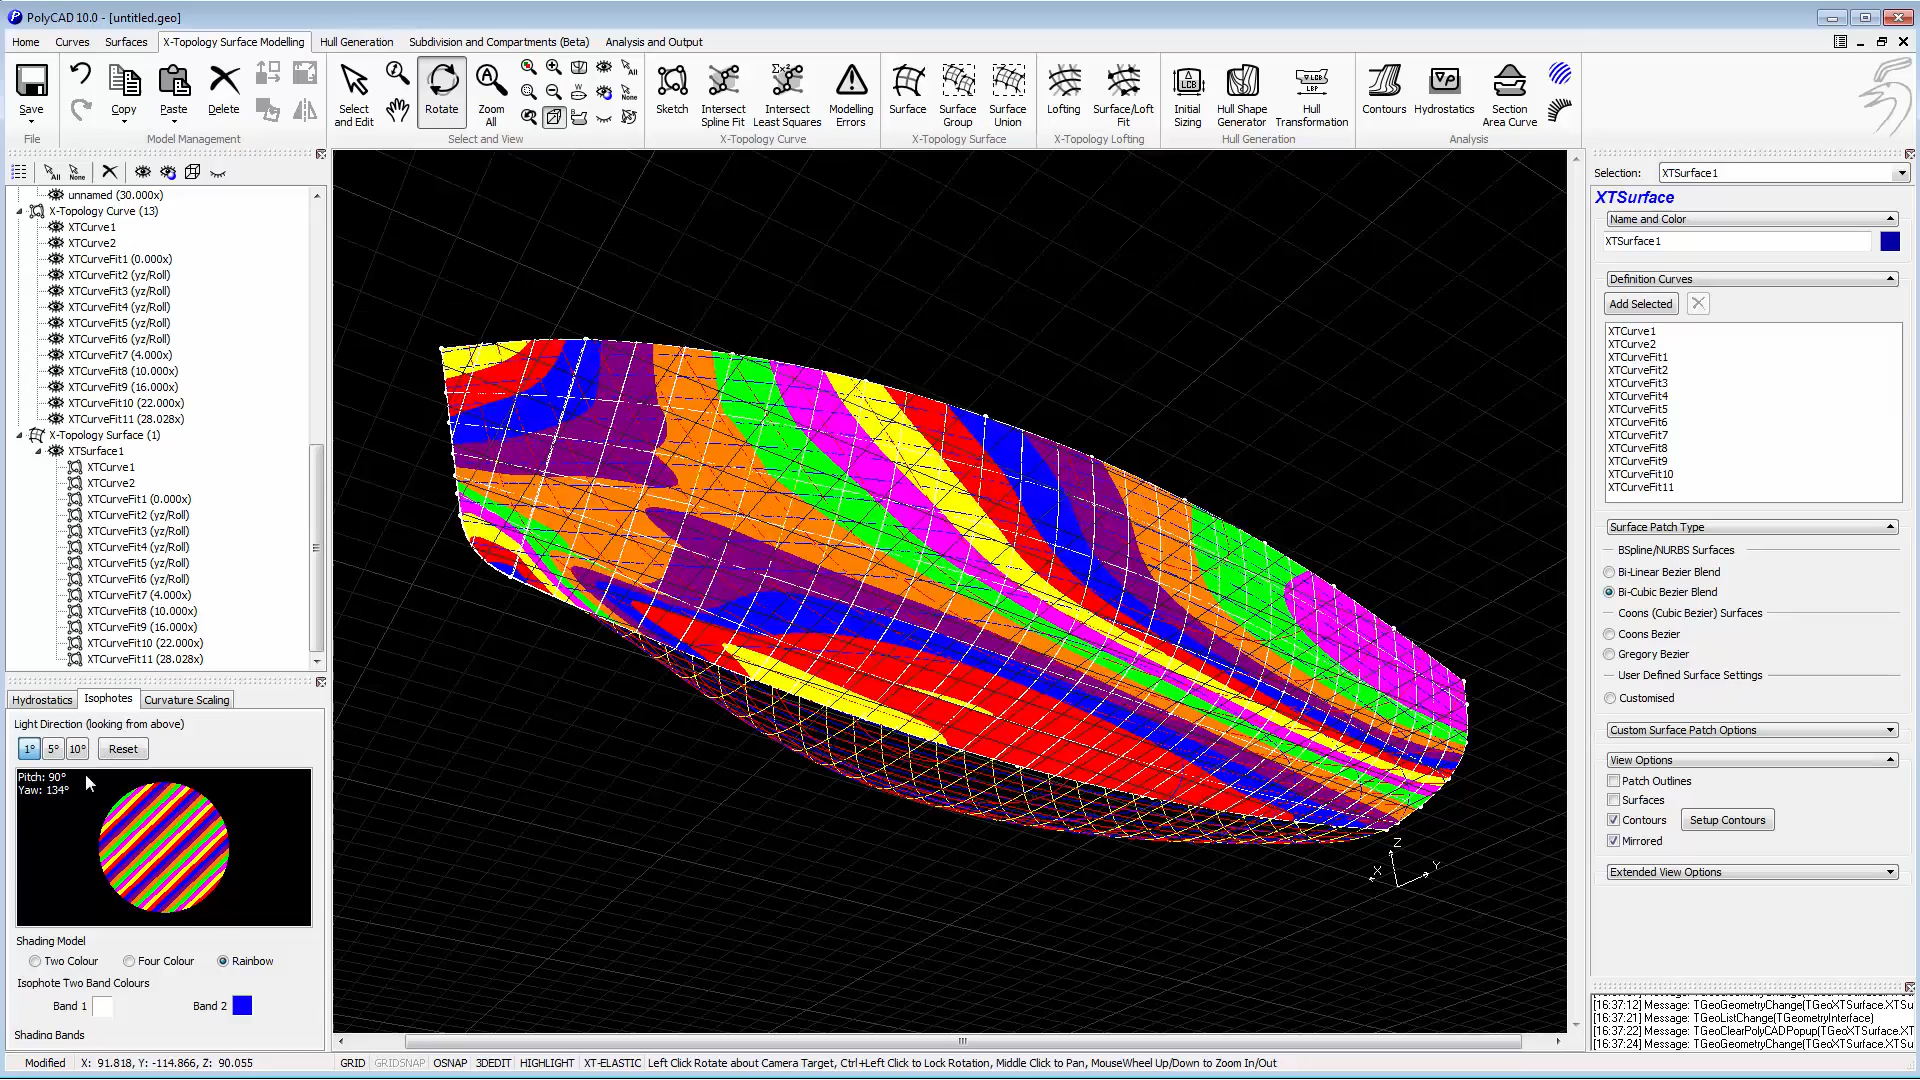 PolyCAD 10.0 - [untitled.geo]
Home Curves Surfaces X-Topology Surface Modelling Hull Generation Subdivision and Compartments (Beta) Analysis and Output
Save Copy Paste Delete Select and Edit Rotate Zoom All All None Sketch Intersect Spline Fit Intersect Least Squares Modelling Errors Surface Surface Group Surface Union Lofting Surface/Loft Fit Initial Sizing Hull Shape Generator Hull Transformation Contours Hydrostatics Section Area Curve
File Model Management Select and View X-Topology Curve X-Topology Surface X-Topology Lofting Hull Generation Analysis
All None
unnamed (30.000x)
X-Topology Curve (13)
XTCurve1
XTCurve2
XTCurveFit1 (0.000x)
XTCurveFit2 (yz/Roll)
XTCurveFit3 (yz/Roll)
XTCurveFit4 (yz/Roll)
XTCurveFit5 (yz/Roll)
XTCurveFit6 (yz/Roll)
XTCurveFit7 (4.000x)
XTCurveFit8 (10.000x)
XTCurveFit9 (16.000x)
XTCurveFit10 (22.000x)
XTCurveFit11 (28.028x)
X-Topology Surface (1)
XTSurface1
XTCurve1
XTCurve2
XTCurveFit1 (0.000x)
XTCurveFit2 (yz/Roll)
XTCurveFit3 (yz/Roll)
XTCurveFit4 (yz/Roll)
XTCurveFit5 (yz/Roll)
XTCurveFit6 (yz/Roll)
XTCurveFit7 (4.000x)
XTCurveFit8 (10.000x)
XTCurveFit9 (16.000x)
XTCurveFit10 (22.000x)
XTCurveFit11 (28.028x)
Hydrostatics Isophotes Curvature Scaling
Light Direction (looking from above)
1° 5° 10° Reset
Pitch: 90°
Yaw: 134°
Shading Model
Two Colour Four Colour Rainbow
Isophote Two Band Colours
Band 1 Band 2
Shading Bands
Z
X Y
Selection: XTSurface1
XTSurface
Name and Color
XTSurface1
Definition Curves
Add Selected
XTCurve1
XTCurve2
XTCurveFit1
XTCurveFit2
XTCurveFit3
XTCurveFit4
XTCurveFit5
XTCurveFit6
XTCurveFit7
XTCurveFit8
XTCurveFit9
XTCurveFit10
XTCurveFit11
Surface Patch Type
BSpline/NURBS Surfaces
Bi-Linear Bezier Blend
Bi-Cubic Bezier Blend
Coons (Cubic Bezier) Surfaces
Coons Bezier
Gregory Bezier
User Defined Surface Settings
Customised
Custom Surface Patch Options
View Options
Patch Outlines
Surfaces
Contours Setup Contours
Mirrored
Extended View Options
[16:37:12] Message: TGeoGeometryChange(TGeoXTSurface.XTSu
[16:37:21] Message: TGeoListChange(TGeometryInterface)
[16:37:22] Message: TGeoClearPolyCADPopup(TGeoXTSurface.XT
[16:37:24] Message: TGeoGeometryChange(TGeoXTSurface.XTSu
Modified X: 91.818, Y: -114.866, Z: 90.055 GRID GRIDSNAP OSNAP 3DEDIT HIGHLIGHT XT-ELASTIC Left Click Rotate about Camera Target, Ctrl+Left Click to Lock Rotation, Middle Click to Pan, MouseWheel Up/Down to Zoom In/Out